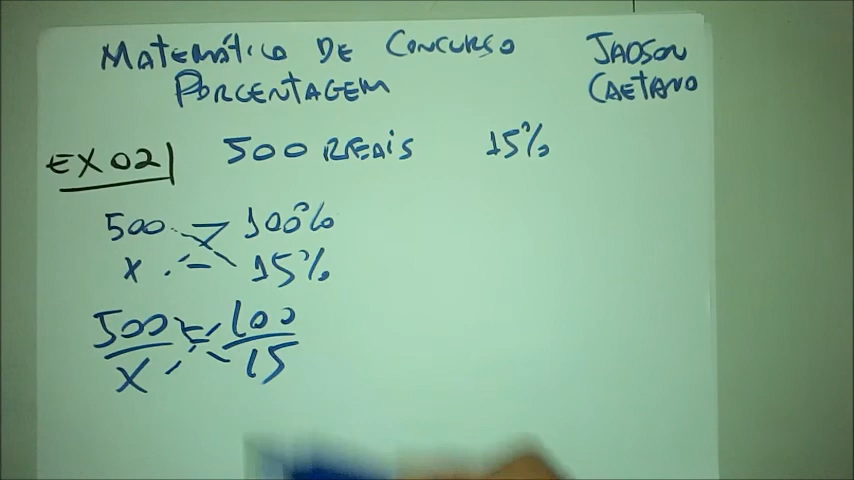 MATEMÁTICA DE CONCURSO JADSON
PORCENTAGEM CAETANO
EX 02 500 REAIS 15%
500 100%
X 15%
500 = 100
X 15